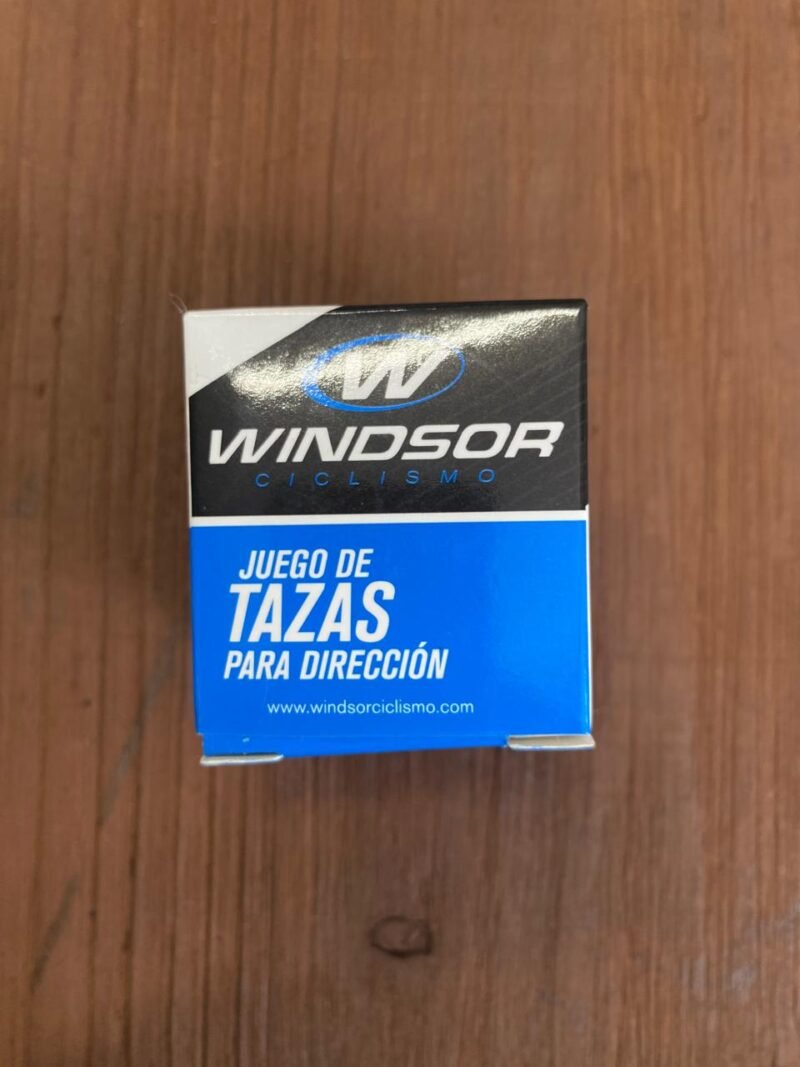 W
WINDSOR
CICLISMO
JUEGO DE
TAZAS
PARA DIRECCIÓN
www.windsorciclismo.com